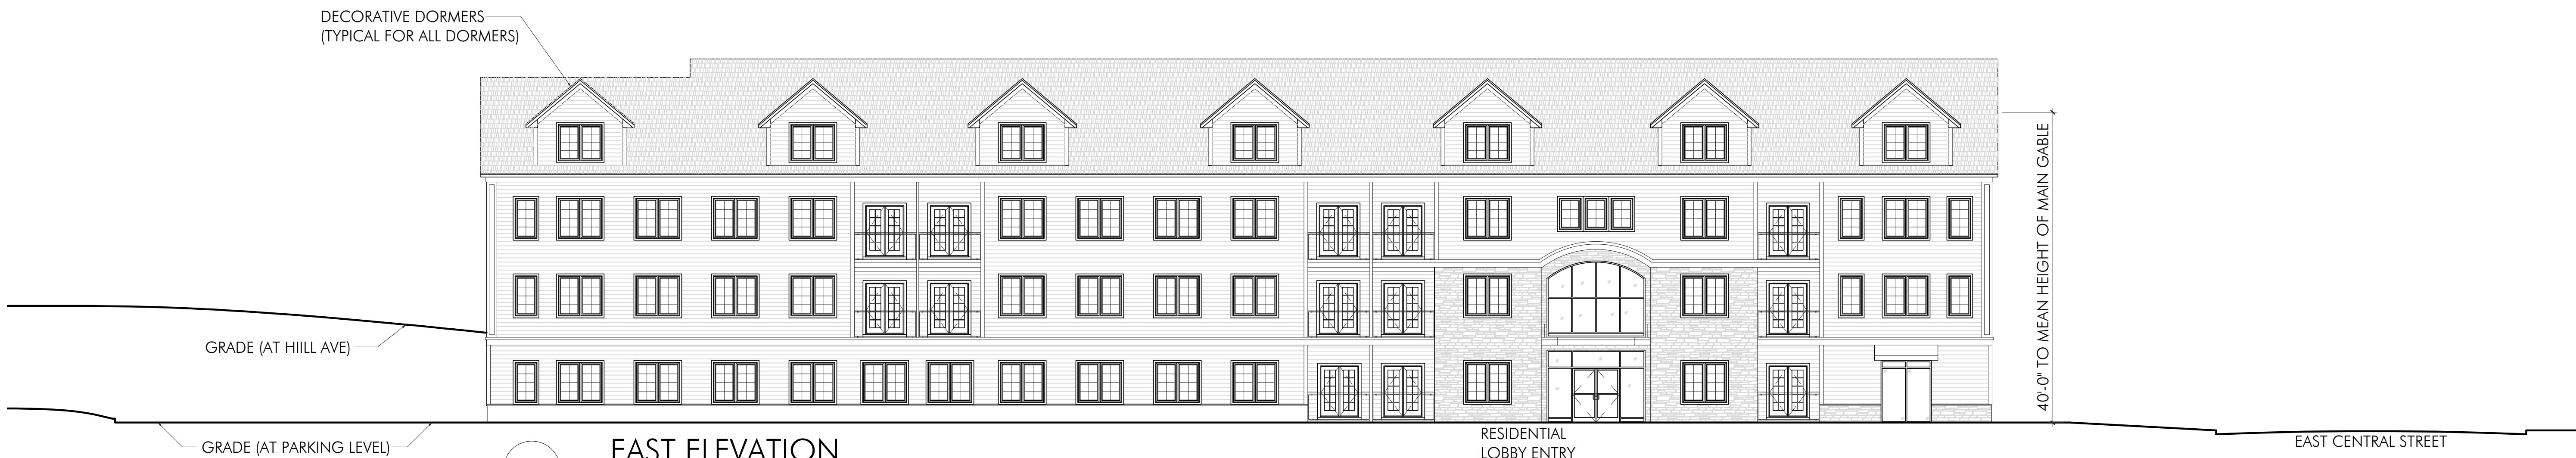 DECORATIVE DORMERS
(TYPICAL FOR ALL DORMERS)
40'-0" TO MEAN HEIGHT OF MAIN GABLE
GRADE (AT HIILL AVE)
GRADE (AT PARKING LEVEL)
EAST ELEVATION
RESIDENTIAL
LOBBY ENTRY
EAST CENTRAL STREET